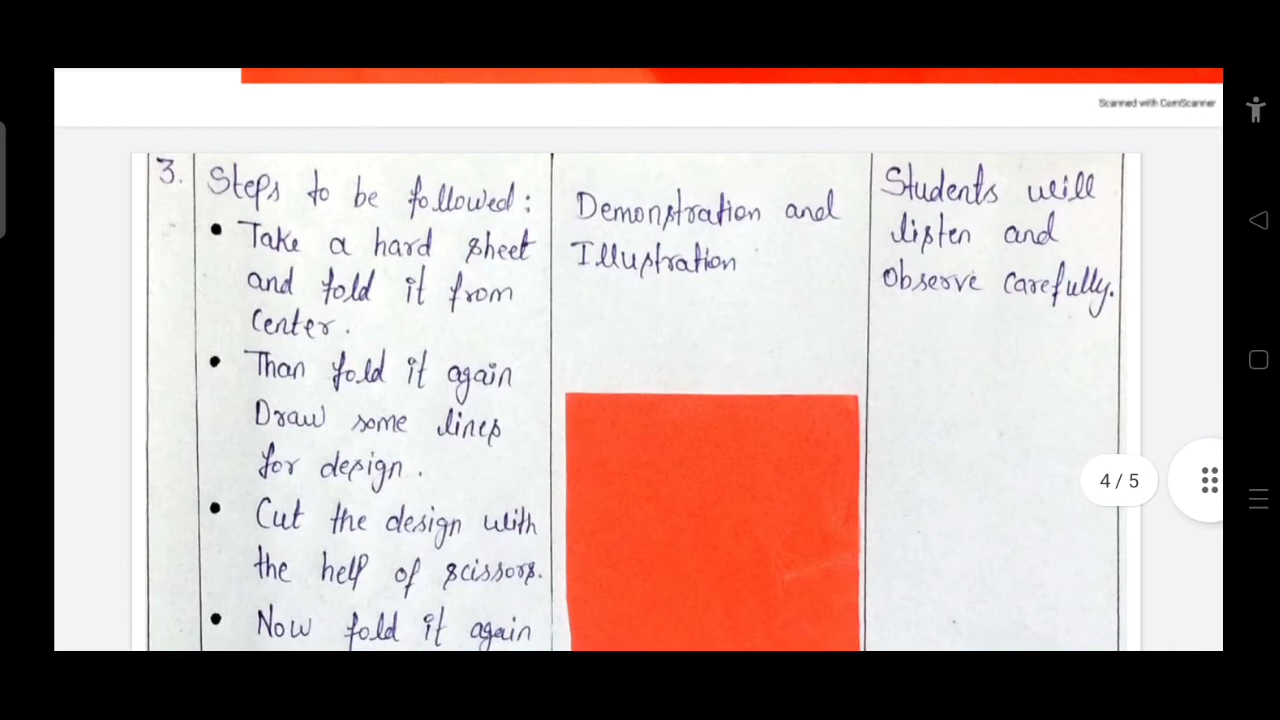 Scanned with CamScanner
3.
Steps to be followed:
• Take a hard sheet
and fold it from
Center.
• Than fold it again
Draw some lines
for design.
• Cut the design with
the help of scissors.
• Now fold it again
Demonstration and
Illustration
Students will
listen and
observe carefully.
4 / 5